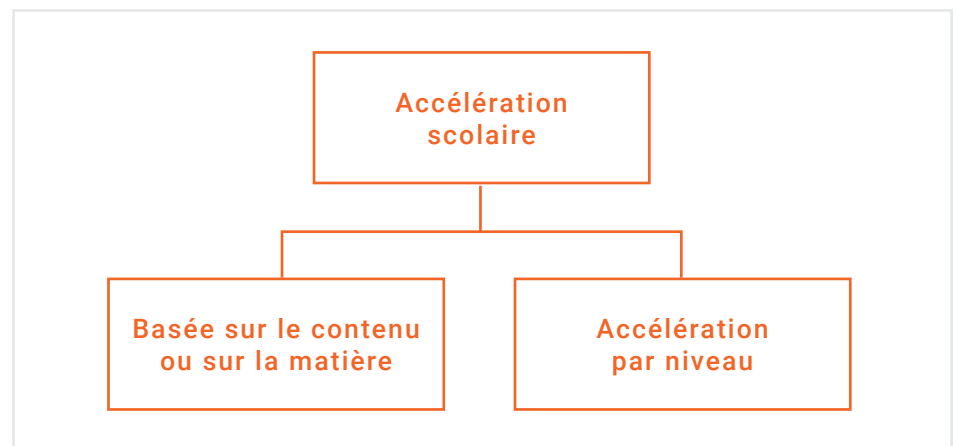 Accélération
scolaire
Basée sur le contenu
ou sur la matière
Accélération
par niveau